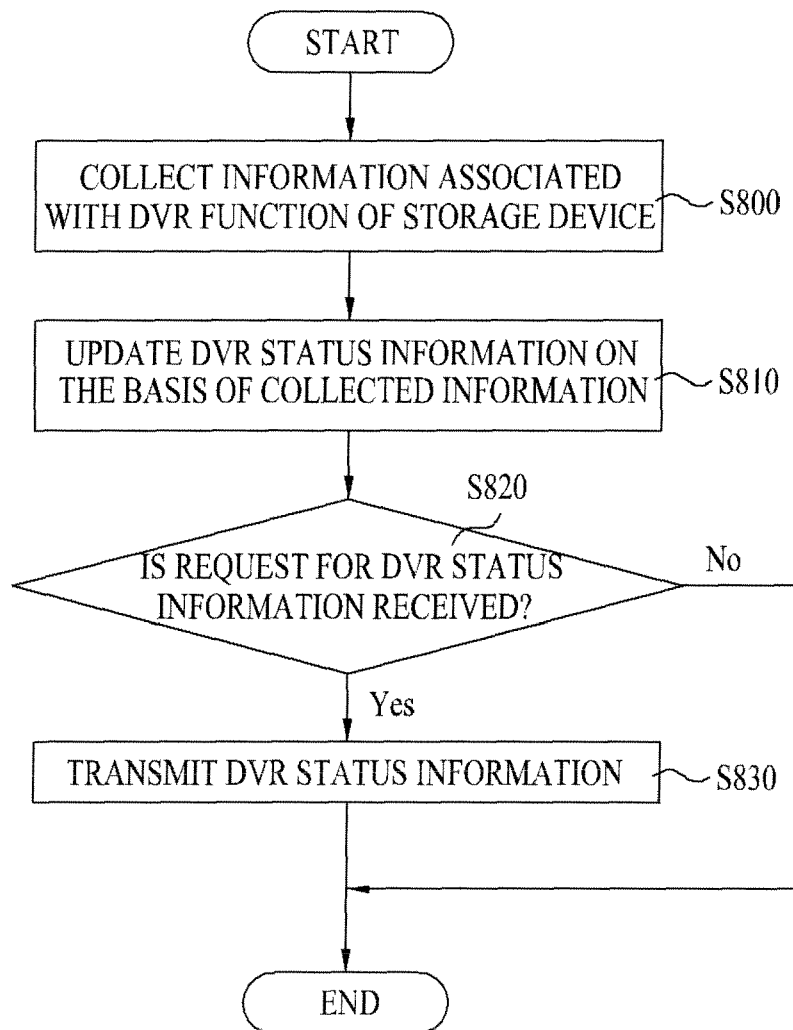 START
COLLECT INFORMATION ASSOCIATED
WITH DVR FUNCTION OF STORAGE DEVICE
S800
UPDATE DVR STATUS INFORMATION ON
THE BASIS OF COLLECTED INFORMATION
S810
S820
IS REQUEST FOR DVR STATUS
INFORMATION RECEIVED?
No
Yes
TRANSMIT DVR STATUS INFORMATION
S830
END